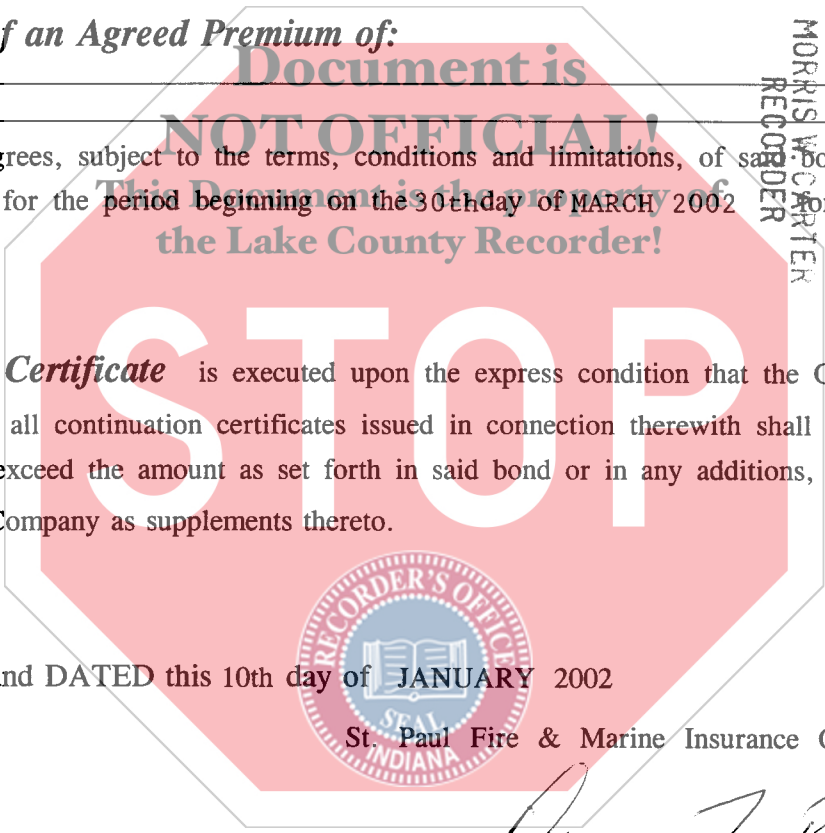 f an Agreed Premium of:
Document is
NOT OFFICIAL!
grees, subject to the terms, conditions and limitations, of said bo
This Document is the property of
for the period beginning on the 30thday of MARCH 2002 for
the Lake County Recorder!
MORRIS W. CARTER
RECORDER
STOP
Certificate is executed upon the express condition that the C
all continuation certificates issued in connection therewith shall
exceed the amount as set forth in said bond or in any additions,
Company as supplements thereto.
RECORDER'S OFFICE
SEAL
INDIANA
nd DATED this 10th day of JANUARY 2002
St. Paul Fire & Marine Insurance C